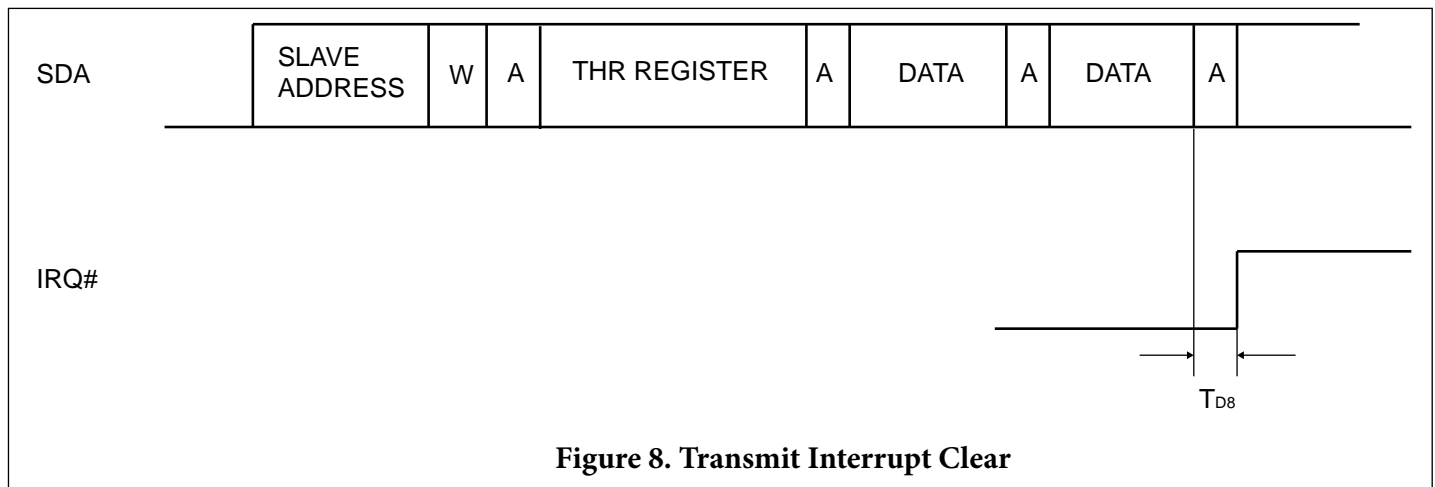 SDA
SLAVE
ADDRESS
W
A
THR REGISTER
A
DATA
A
DATA
A
IRQ#
TD8
Figure 8. Transmit Interrupt Clear